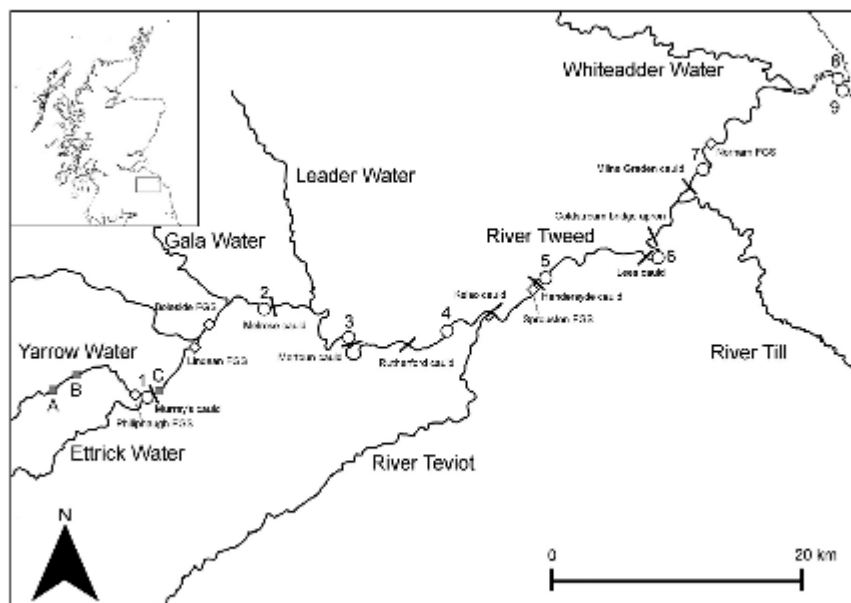 Whiteadder Water
8
9
7
Norham FGS
Milne Graden cauld
Leader Water
Coldstream bridge apron
River Tweed
Gala Water
5
6
Lees cauld
Kelso cauld
Hendersyde cauld
2
Sprouston FGS
Boleside FGS
Melrose cauld
3
4
Lindean FGS
Mertoun cauld
Rutherford cauld
River Till
Yarrow Water
B
1
C
A
Murray's cauld
Philiphaugh FGS
Ettrick Water
River Teviot
N
0
20 km